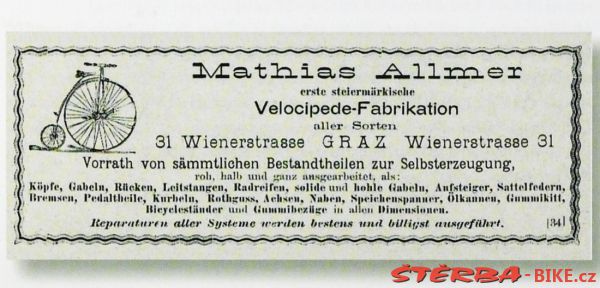 Mathias Allmer
erste steiermärkische
Velocipede-Fabrikation
aller Sorten
31 Wienerstrasse GRAZ Wienerstrasse 31
Vorrath von sämmtlichen Bestandtheilen zur Selbsterzeugung,
roh, halb und ganz ausgearbeitet, als:
Köpfe, Gabeln, Rücken, Leitstangen, Radreifen, solide und hohle Gabeln, Aufsteiger, Sattelfedern,
Bremsen, Pedaltheile, Kurbeln, Rothguss, Achsen, Naben, Speichenspanner, Ölkannen, Gummikitt,
Bicycleständer und Gummibezüge in allen Dimensionen.
Reparaturen aller Systeme werden bestens und billigst ausgeführt. [34]
ŠTĚRBA-BIKE.cz